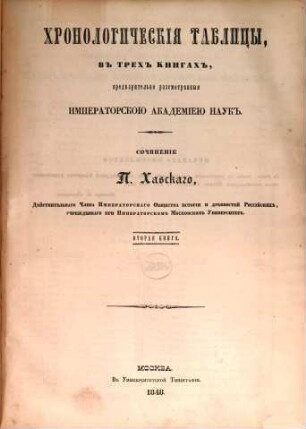 ХРОНОЛОГИЧЕСКІЯ ТАБЛИЦЫ,
ВЪ ТРЕХЪ КНИГАХЪ,
предварительно разсмотрѣнныя
ИМПЕРАТОРСКОЮ АКАДЕМІЕЮ НАУКЪ.
СОЧИНЕНІЕ
П. Хавскаго,
Дѣйствительнаго Члена Императорскаго Общества исторіи и древностей Россійскихъ,
учрежденнаго при Императорскомъ Московскомъ Университетѣ.
ВТОРАЯ КНИГА.
МОСКВА.
Въ Университетской Типографіи.
1848.